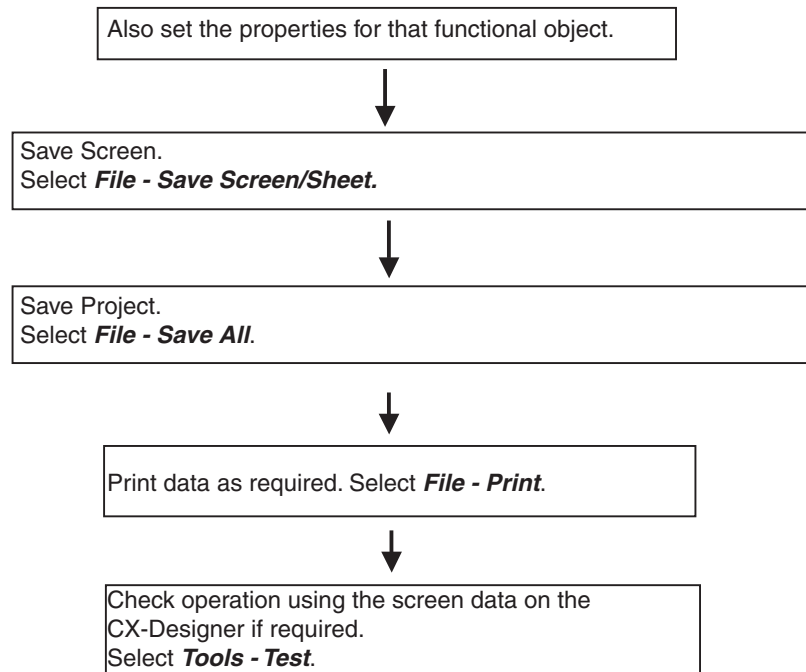 Also set the properties for that functional object.
Save Screen.
Select File - Save Screen/Sheet.
Save Project.
Select File - Save All.
Print data as required. Select File - Print.
Check operation using the screen data on the
CX-Designer if required.
Select Tools - Test.